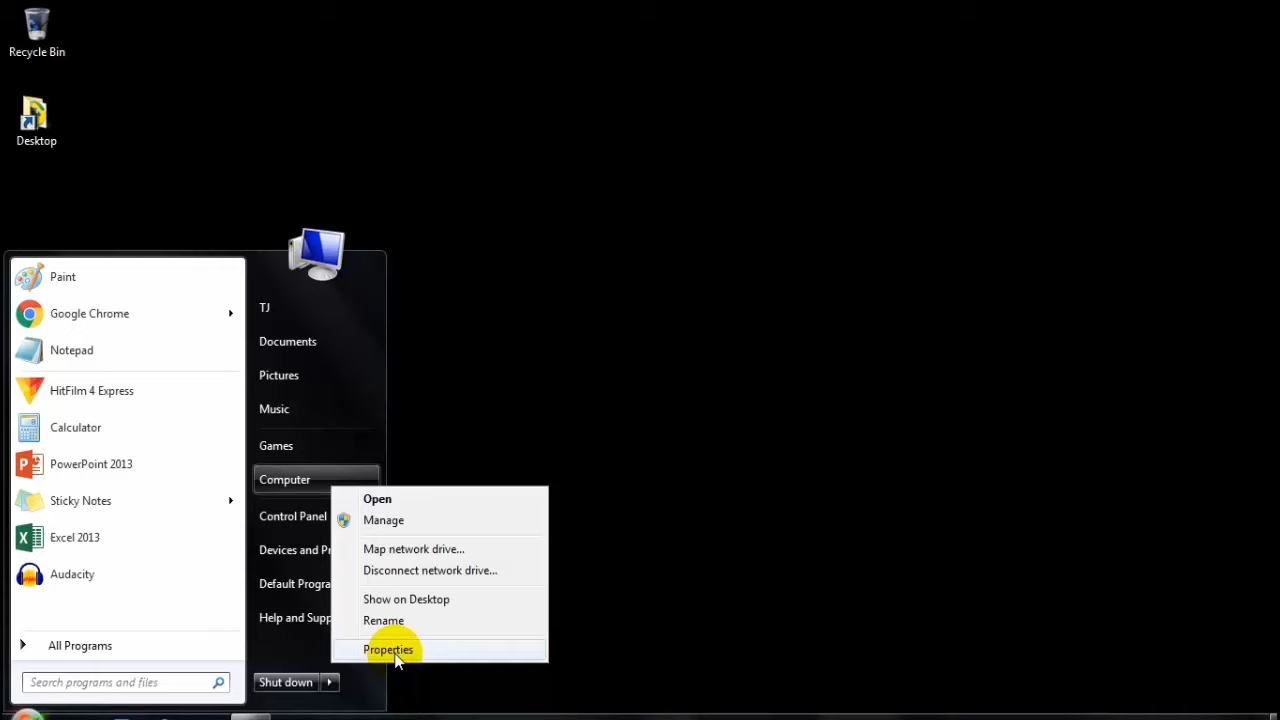 Recycle Bin
Desktop
Paint
Google Chrome
Notepad
HitFilm 4 Express
Calculator
PowerPoint 2013
Sticky Notes
Excel 2013
Audacity
All Programs
Search programs and files
TJ
Documents
Pictures
Music
Games
Computer
Control Panel
Devices and Pr
Default Progra
Help and Supp
Shut down
Open
Manage
Map network drive...
Disconnect network drive...
Show on Desktop
Rename
Properties